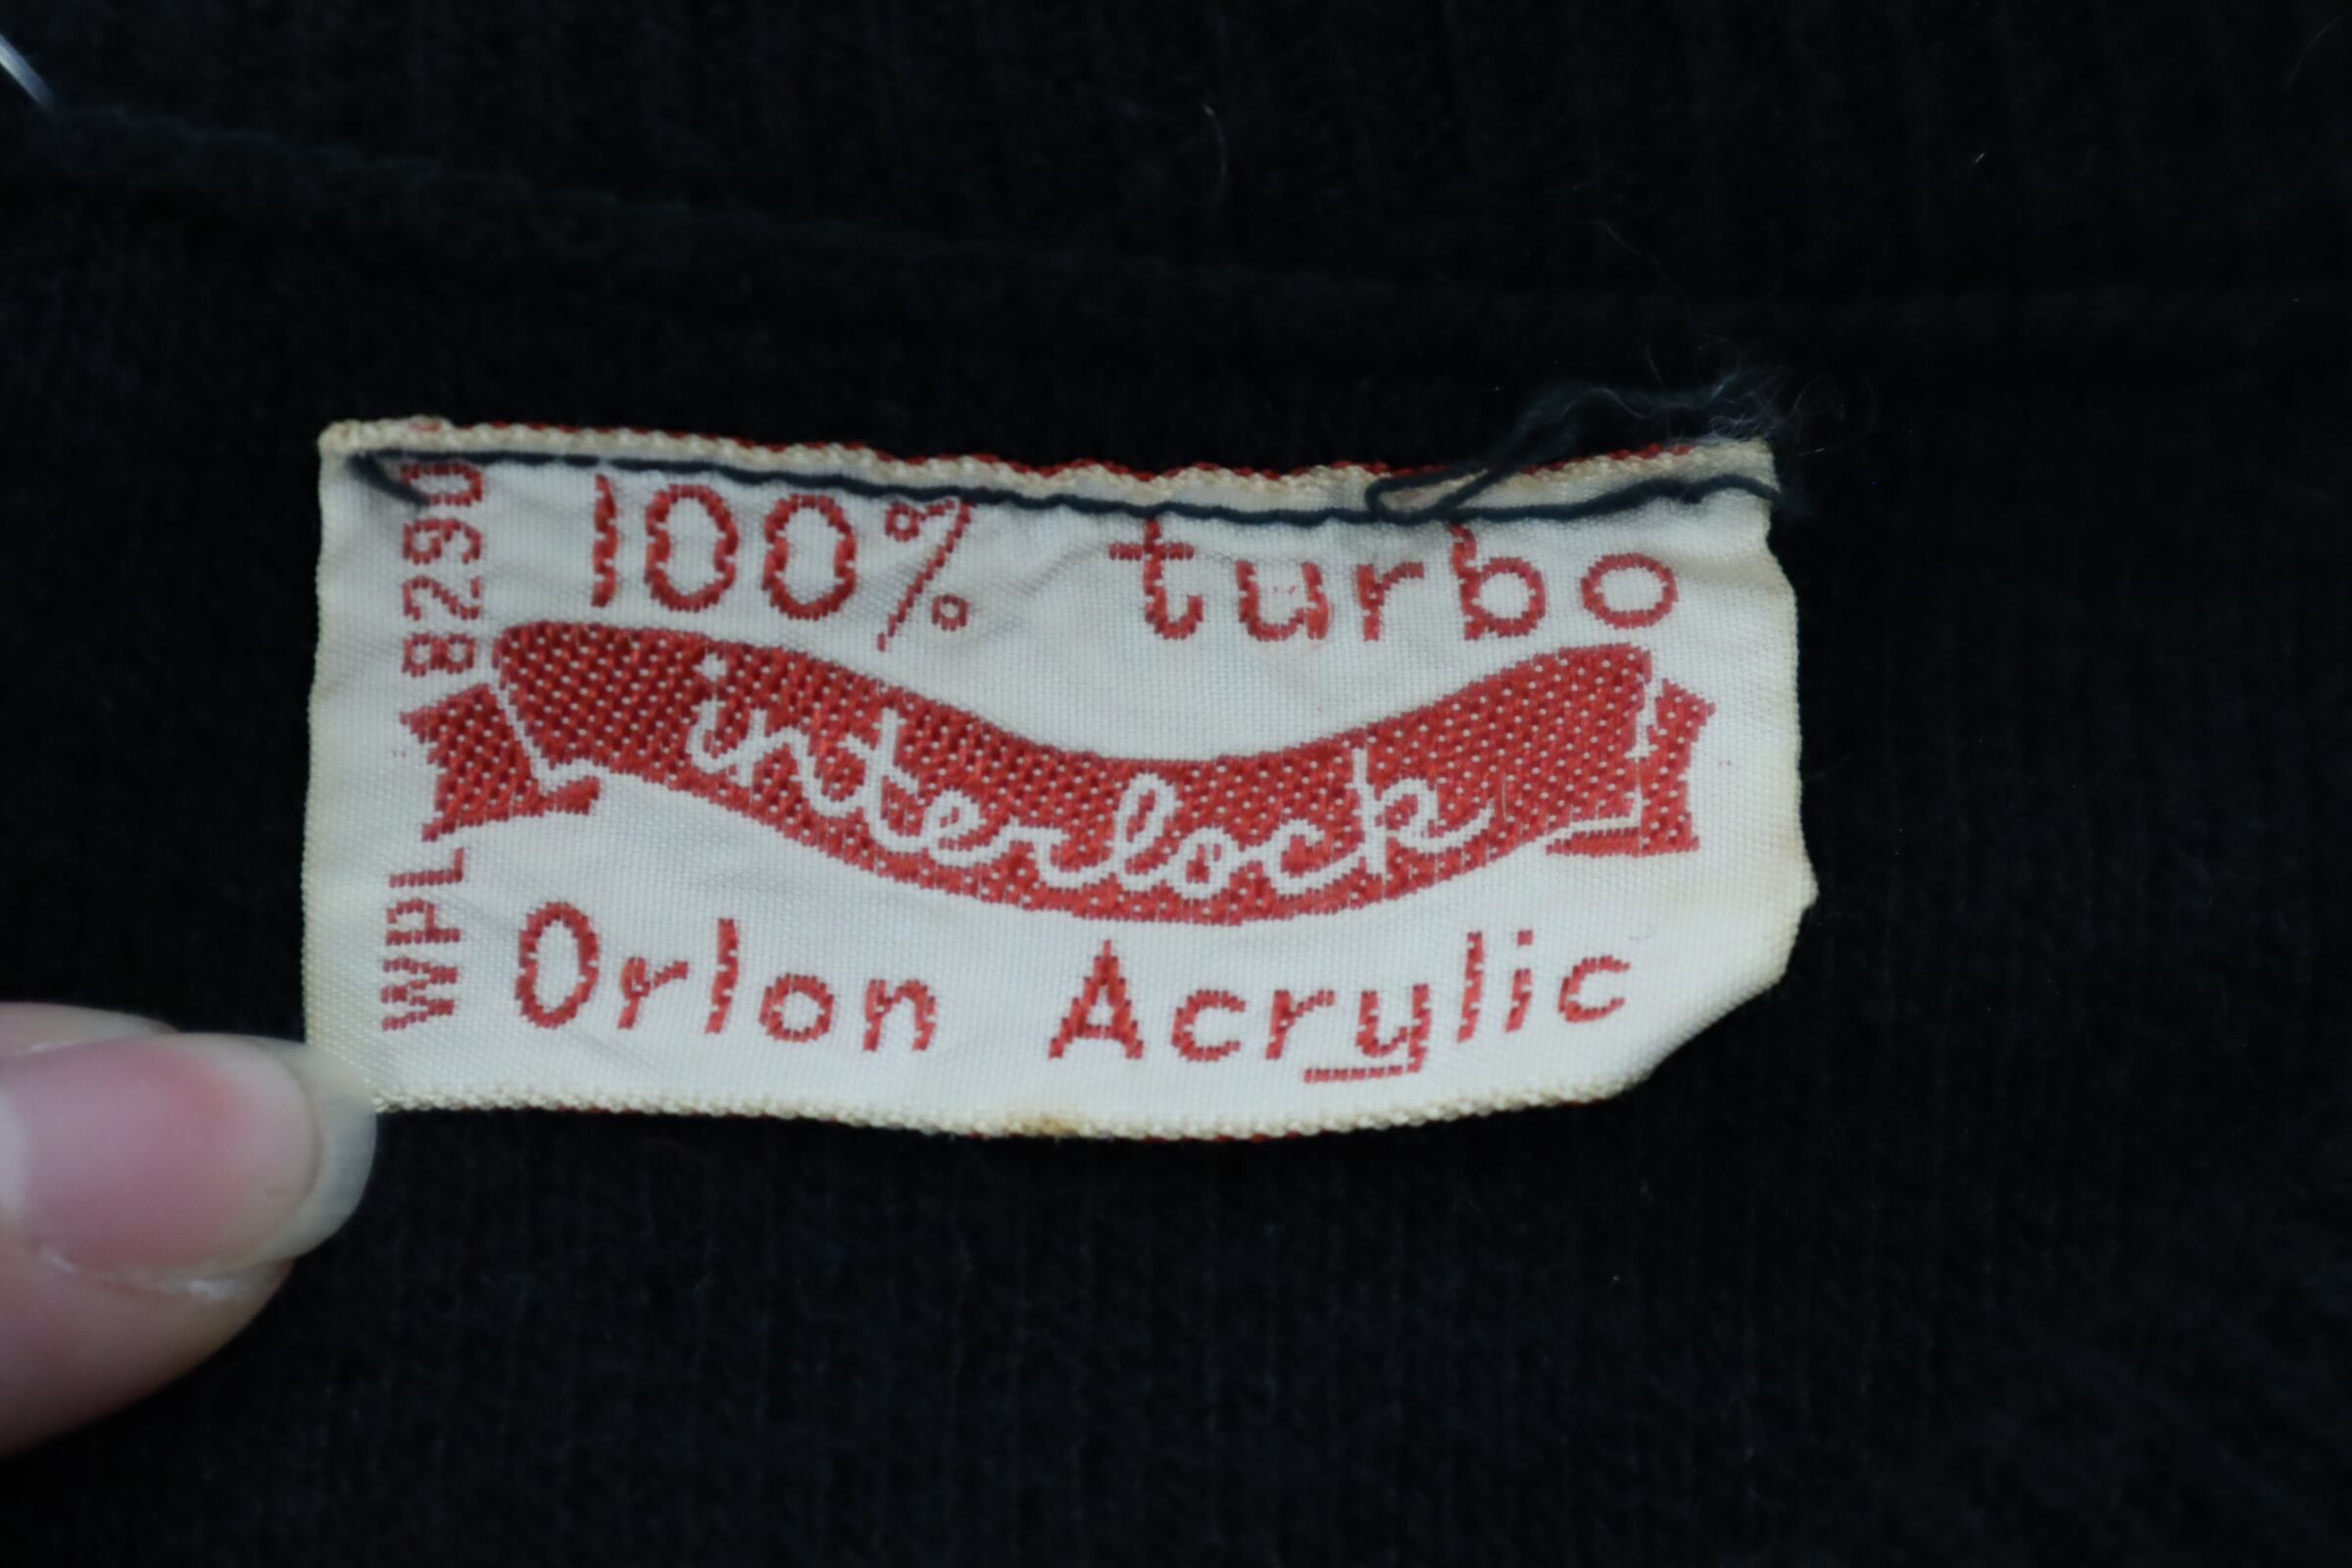 100% turbo
interlock
Orlon Acrylic
WPL 8290